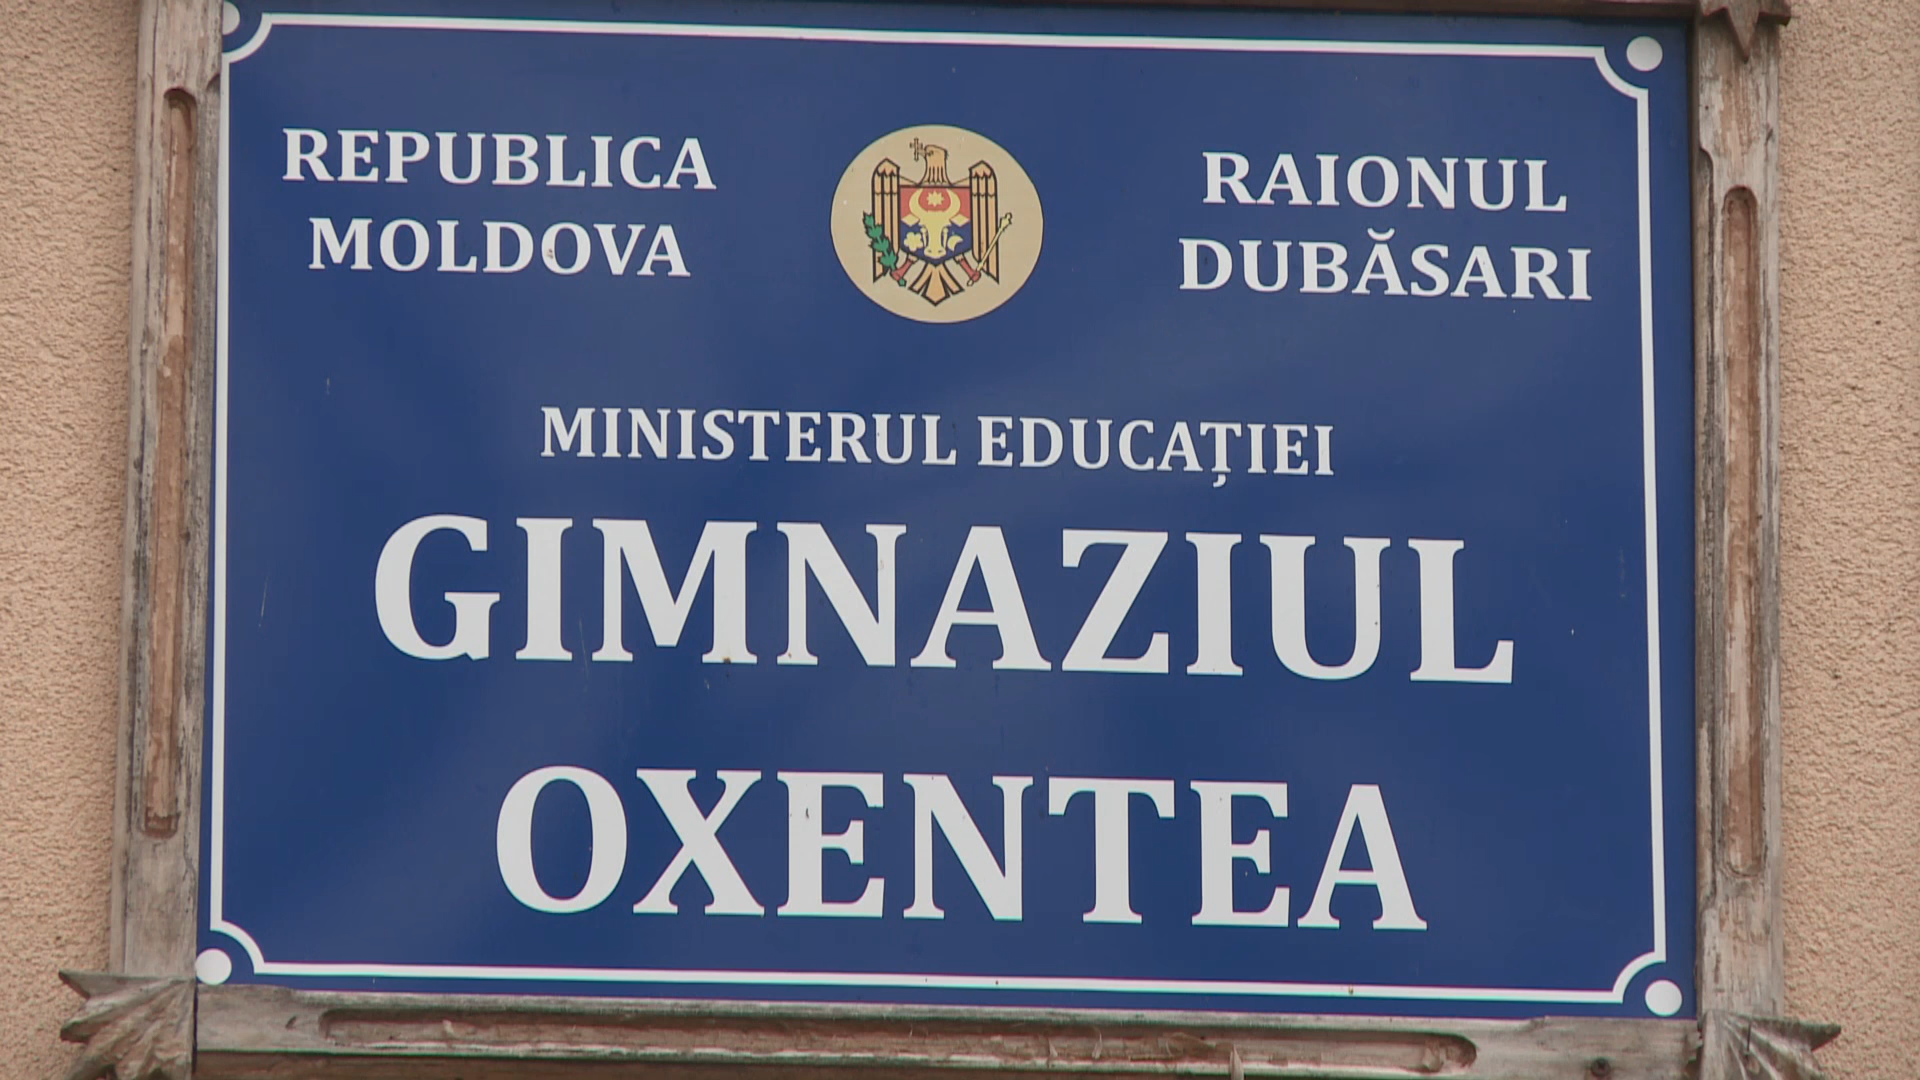 REPUBLICA
MOLDOVA
RAIONUL
DUBĂSARI
MINISTERUL EDUCAȚIEI
GIMNAZIUL
OXENTEA